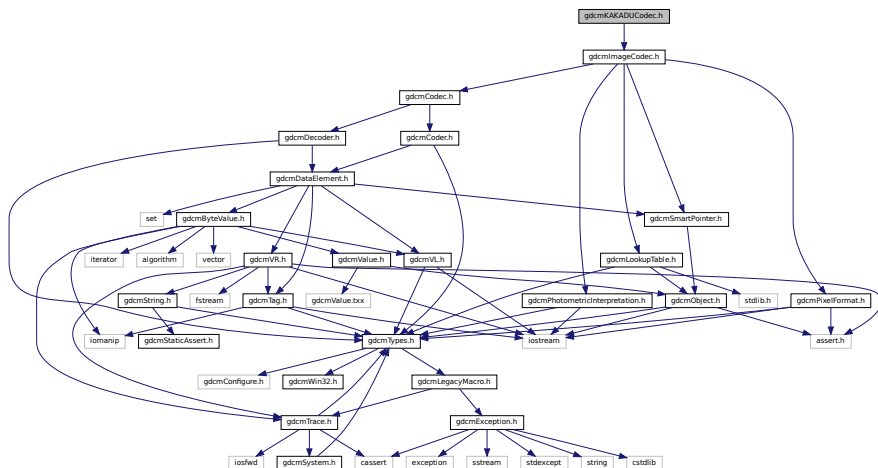 gdcmKAKADUCodec.h
gdcmImageCodec.h
gdcmCodec.h
gdcmDecoder.h
gdcmCoder.h
gdcmDataElement.h
set
gdcmByteValue.h
gdcmSmartPointer.h
iterator
algorithm
vector
gdcmVR.h
gdcmValue.h
gdcmVL.h
gdcmLookupTable.h
gdcmString.h
fstream
gdcmTag.h
gdcmValue.txx
gdcmPhotometricInterpretation.h
gdcmObject.h
stdlib.h
gdcmPixelFormat.h
iomanip
gdcmStaticAssert.h
gdcmTypes.h
iostream
assert.h
gdcmConfigure.h
gdcmWin32.h
gdcmLegacyMacro.h
gdcmTrace.h
gdcmException.h
iosfwd
gdcmSystem.h
cassert
exception
sstream
stdexcept
string
cstdlib